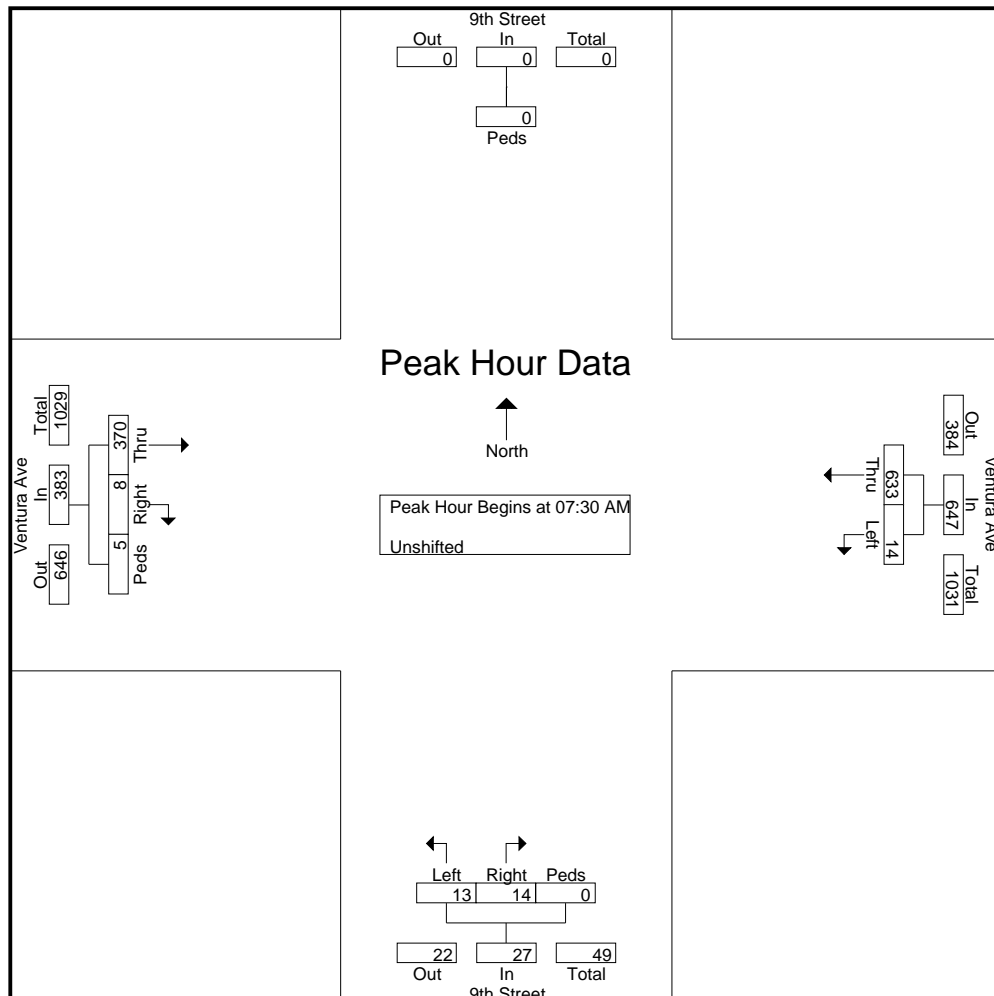 9th Street
Out In Total
0 0 0
0
Peds
Peak Hour Data
North
Peak Hour Begins at 07:30 AM
Unshifted
Ventura Ave
Total In Out
1029 383 646
370 8 5
Thru Right Peds
Ventura Ave
Out In Total
384 647 1031
633 14
Thru Left
Left Right Peds
13 14 0
22 27 49
Out In Total
9th Street